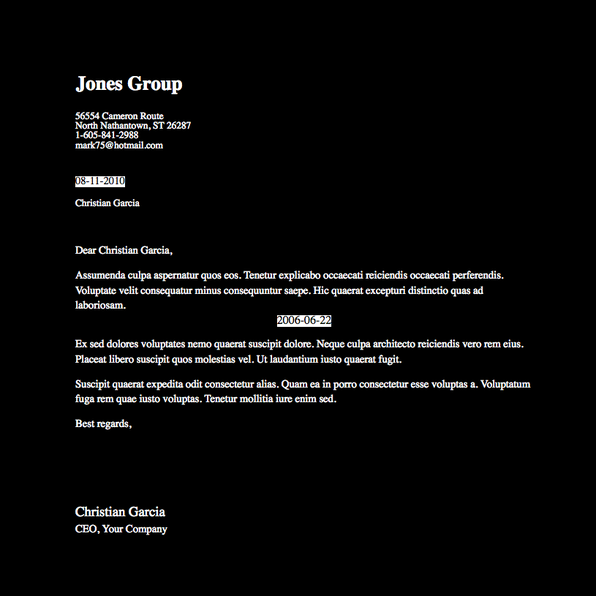 Jones Group
56554 Cameron Route
North Nathantown, ST 26287
1-605-841-2988
mark75@hotmail.com
08-11-2010
Christian Garcia
Dear Christian Garcia,
Assumenda culpa aspernatur quos eos. Tenetur explicabo occaecati reiciendis occaecati perferendis.
Voluptate velit consequatur minus consequuntur saepe. Hic quaerat excepturi distinctio quas ad
laboriosam.
2006-06-22
Ex sed dolores voluptates nemo quaerat suscipit dolore. Neque culpa architecto reiciendis vero rem eius.
Placeat libero suscipit quos molestias vel. Ut laudantium iusto quaerat fugit.
Suscipit quaerat expedita odit consectetur alias. Quam ea in porro consectetur esse voluptas a. Voluptatum
fuga rem quae iusto voluptas. Tenetur mollitia iure enim sed.
Best regards,
Christian Garcia
CEO, Your Company